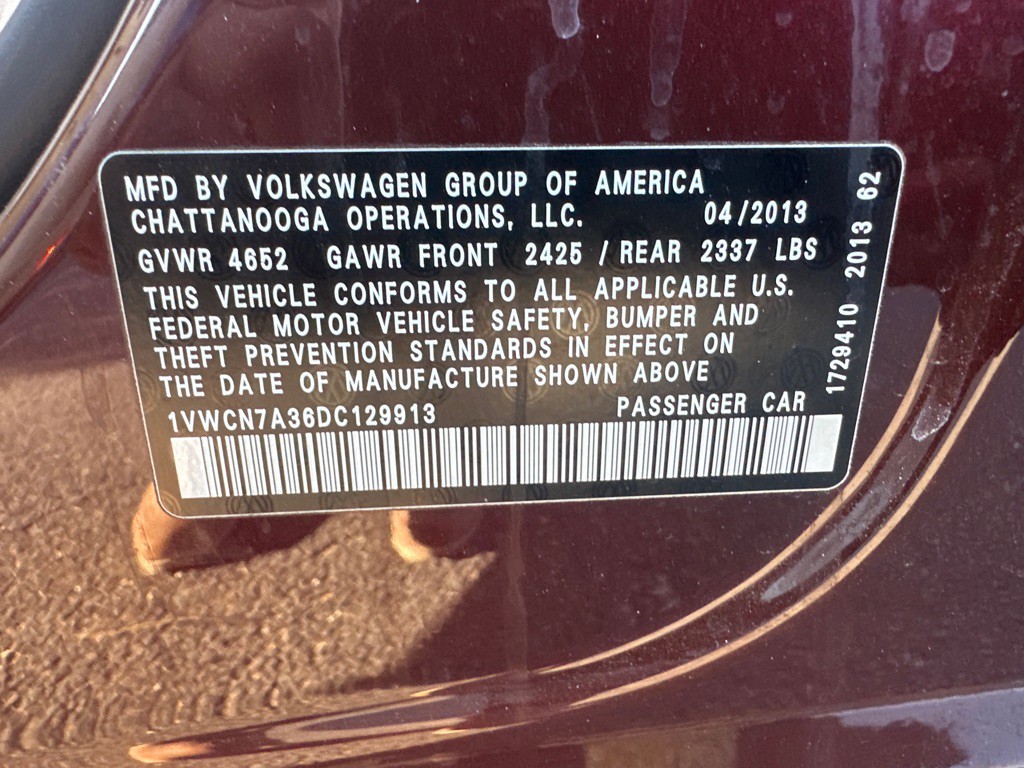 MFD BY VOLKSWAGEN GROUP OF AMERICA
CHATTANOOGA OPERATIONS, LLC. 04/2013
GVWR 4652 GAWR FRONT 2425 / REAR 2337 LBS
THIS VEHICLE CONFORMS TO ALL APPLICABLE U.S.
FEDERAL MOTOR VEHICLE SAFETY, BUMPER AND
THEFT PREVENTION STANDARDS IN EFFECT ON
THE DATE OF MANUFACTURE SHOWN ABOVE
1VWCN7A36DC129913 PASSENGER CAR
1729410 2013 62